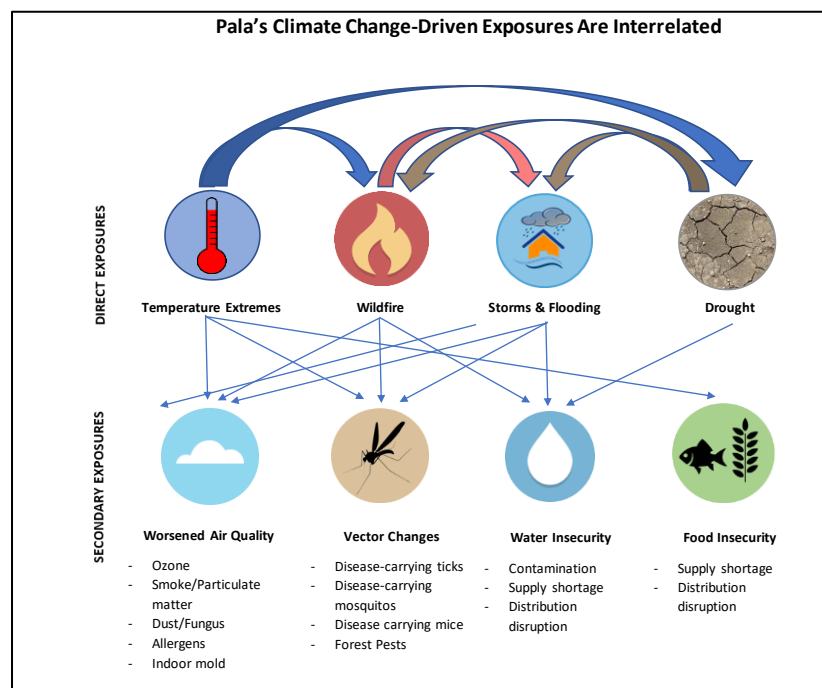 Pala's Climate Change-Driven Exposures Are Interrelated
DIRECT EXPOSURES
Temperature Extremes
Wildfire
Storms & Flooding
Drought
SECONDARY EXPOSURES
Worsened Air Quality
- Ozone
- Smoke/Particulate
matter
- Dust/Fungus
- Allergens
- Indoor mold
Vector Changes
- Disease-carrying ticks
- Disease-carrying
mosquitos
- Disease carrying mice
- Forest Pests
Water Insecurity
- Contamination
- Supply shortage
- Distribution
disruption
Food Insecurity
- Supply shortage
- Distribution
disruption